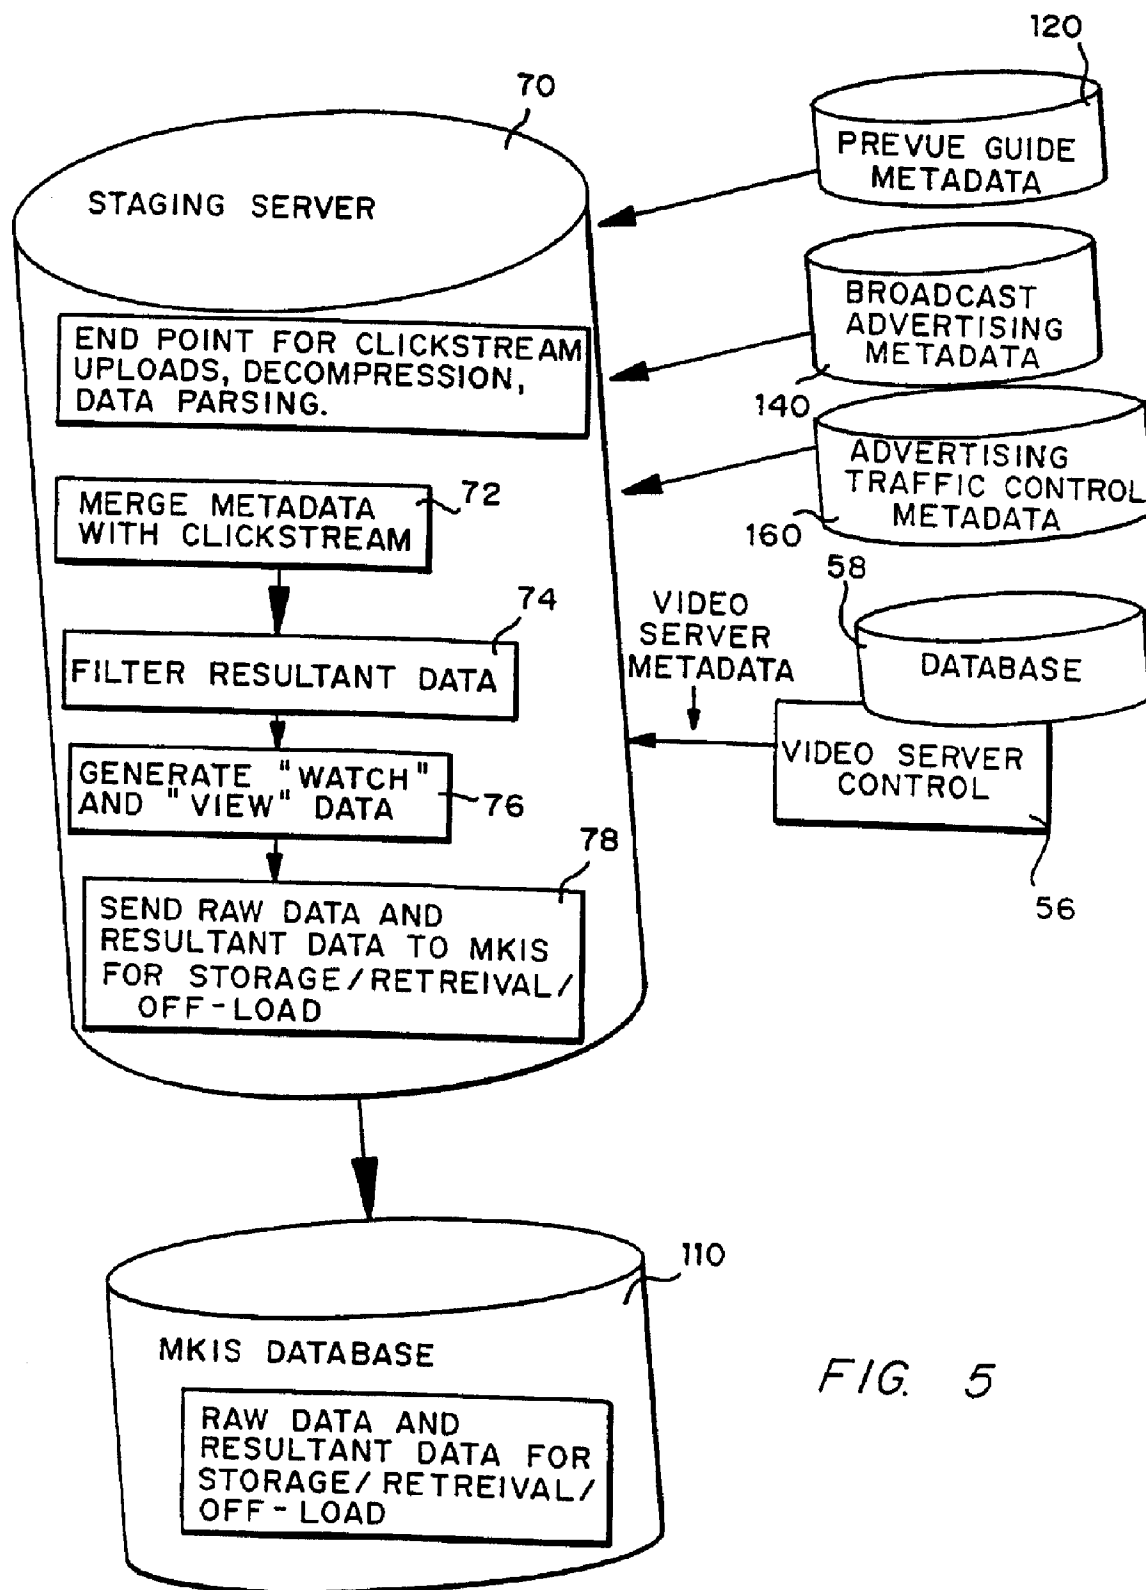 120
70
PREVUE GUIDE
METADATA
STAGING SERVER
BROADCAST
ADVERTISING
METADATA
140
END POINT FOR CLICKSTREAM
UPLOADS, DECOMPRESSION,
DATA PARSING.
ADVERTISING
TRAFFIC CONTROL
METADATA
160
MERGE METADATA
WITH CLICKSTREAM
72
58
DATABASE
VIDEO
SERVER
METADATA
74
FILTER RESULTANT DATA
VIDEO SERVER
CONTROL
56
GENERATE "WATCH"
AND "VIEW" DATA
76
78
SEND RAW DATA AND
RESULTANT DATA TO MKIS
FOR STORAGE/RETREIVAL/
OFF-LOAD
110
MKIS DATABASE
RAW DATA AND
RESULTANT DATA FOR
STORAGE/RETREIVAL/
OFF-LOAD
FIG. 5